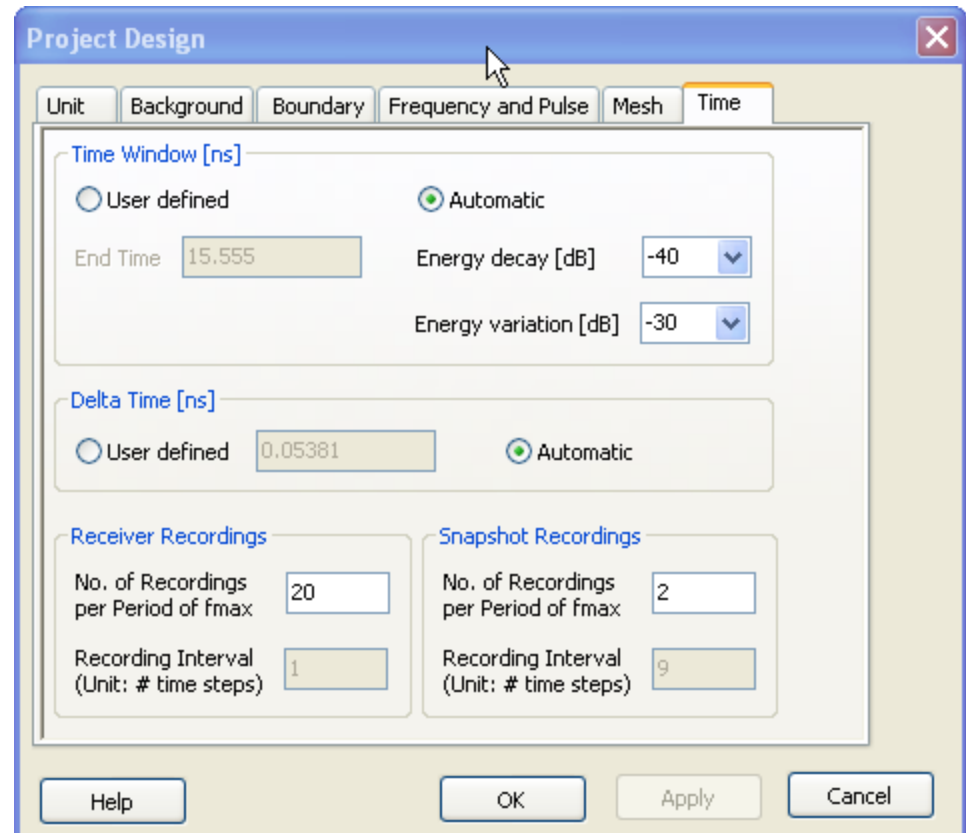 Project Design
Unit Background Boundary Frequency and Pulse Mesh Time
Time Window [ns]
User defined Automatic
End Time 15.555 Energy decay [dB] -40
Energy variation [dB] -30
Delta Time [ns]
User defined 0.05381 Automatic
Receiver Recordings
No. of Recordings
per Period of fmax
20
Recording Interval
(Unit: # time steps)
1
Snapshot Recordings
No. of Recordings
per Period of fmax
2
Recording Interval
(Unit: # time steps)
9
Help OK Apply Cancel